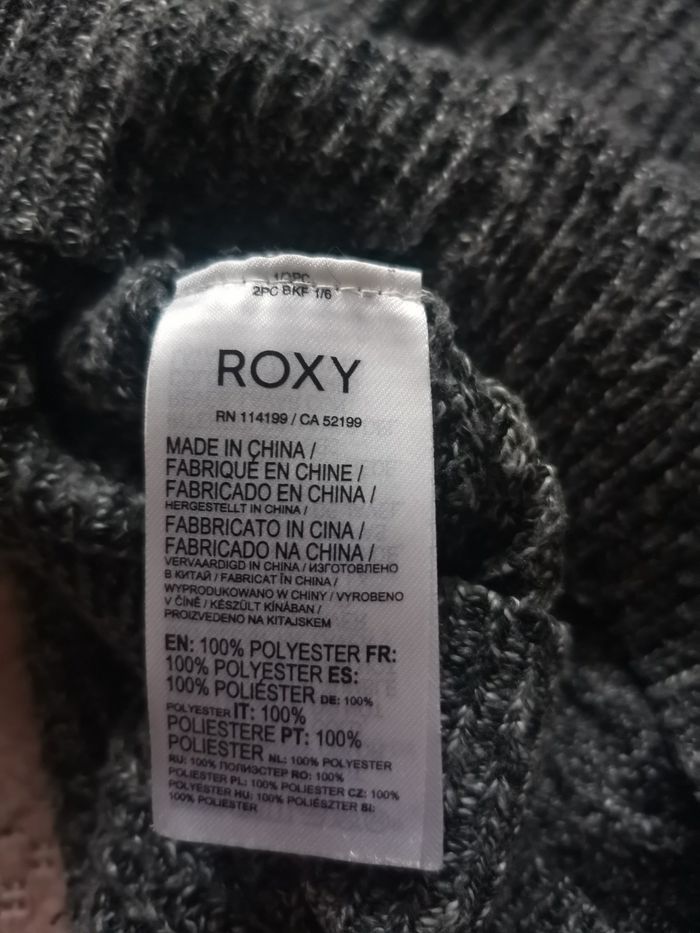 2PC BKF 1/6
ROXY
RN 114199 / CA 52199
MADE IN CHINA /
FABRIQUÉ EN CHINE /
FABRICADO EN CHINA /
HERGESTELLT IN CHINA /
FABBRICATO IN CINA /
FABRICADO NA CHINA /
VERVAARDIGD IN CHINA / ИЗГОТОВЛЕНО
В КИТАЙ / FABRICAT ÎN CHINA /
WYPRODUKOWANO W CHINY / VYROBENO
V ČÍNĚ / KÉSZÜLT KÍNÁBAN /
PROIZVEDENO NA KITAJSKEM
EN: 100% POLYESTER FR:
100% POLYESTER ES:
100% POLIÉSTER DE: 100%
POLYESTER IT: 100%
POLIESTERE PT: 100%
POLIESTER NL: 100% POLYESTER
RU: 100% ПОЛИЭСТЕР RO: 100%
POLIESTER PL: 100% POLIESTER CZ: 100%
POLYESTER HU: 100% POLIÉSZTER SI:
100% POLIESTER